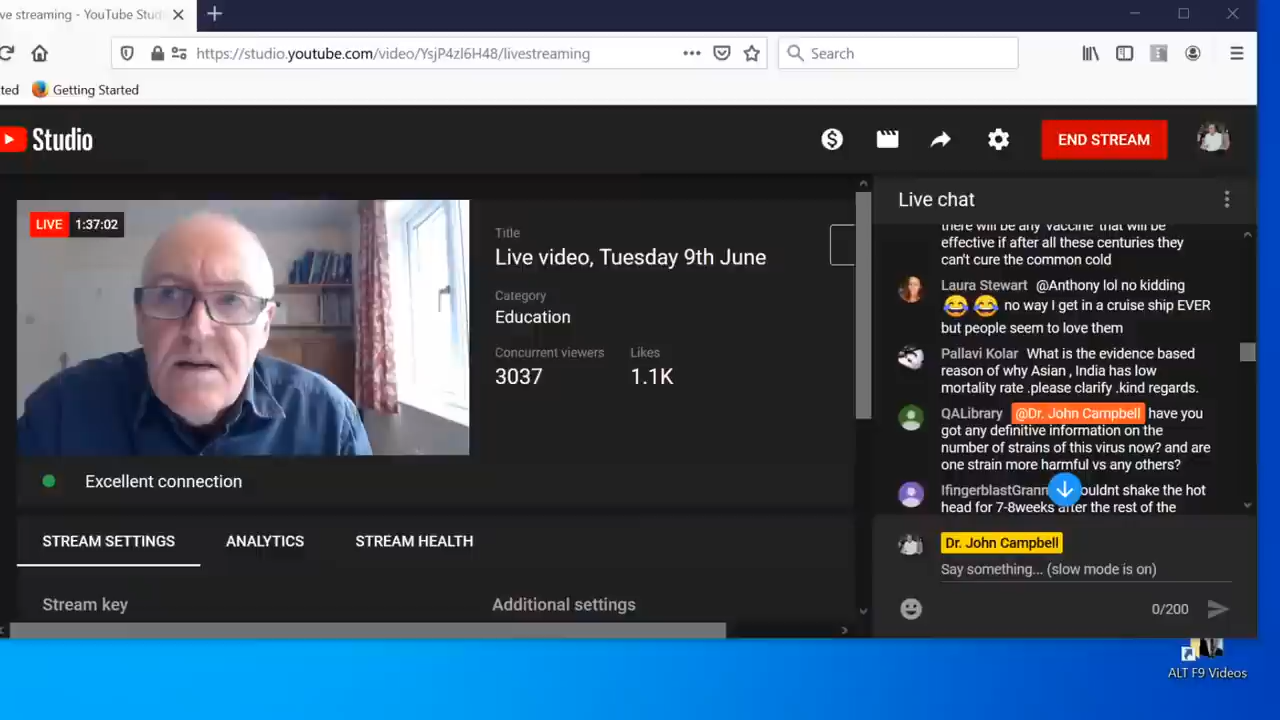 ve streaming - YouTube Stud
https://studio.youtube.com/video/YsjP4zl6H48/livestreaming
Search
ted
Getting Started
Studio
END STREAM
LIVE
1:37:02
Title
Live video, Tuesday 9th June
Category
Education
Concurrent viewers
Likes
3037
1.1K
Excellent connection
STREAM SETTINGS
ANALYTICS
STREAM HEALTH
Stream key
Additional settings
Live chat
there will be any vaccine that will be
effective if after all these centuries they
can't cure the common cold
Laura Stewart @Anthony lol no kidding
😂 😂 no way I get in a cruise ship EVER
but people seem to love them
Pallavi Kolar What is the evidence based
reason of why Asian , India has low
mortality rate .please clarify .kind regards.
QALibrary @Dr. John Campbell have you
got any definitive information on the
number of strains of this virus now? and are
one strain more harmful vs any others?
IfingerblastGrann ouldnt shake the hot
head for 7-8weeks after the rest of the
Dr. John Campbell
Say something... (slow mode is on)
0/200
ALT F9 Videos